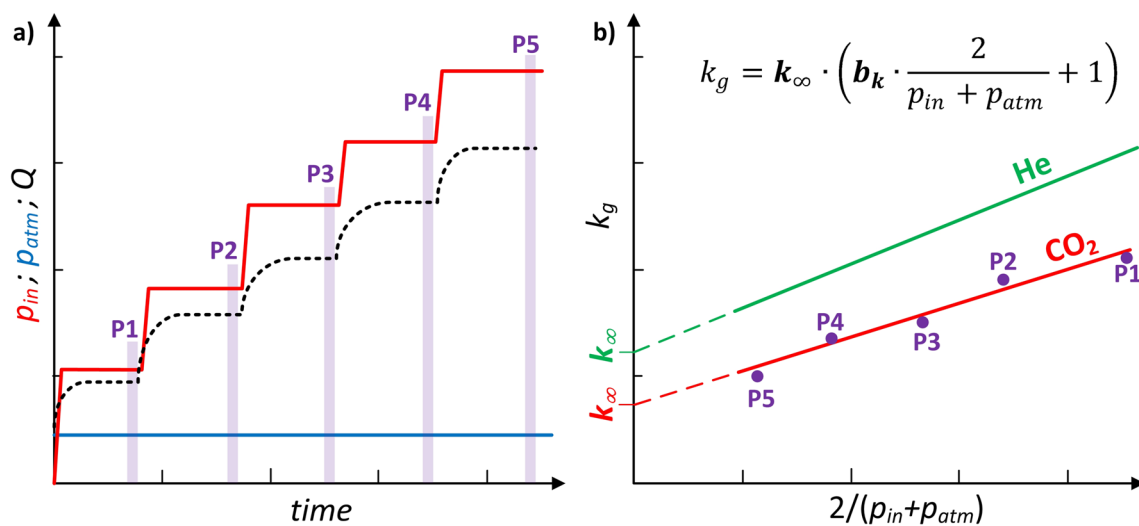 a)
p_in ; p_atm ; Q
P1
P2
P3
P4
P5
time
b)
k_g = k_∞ · (b_k · 2/(p_in + p_atm) + 1)
k_g
He
CO₂
P1
P2
P3
P4
P5
k_∞
k_∞
2/(p_in+p_atm)